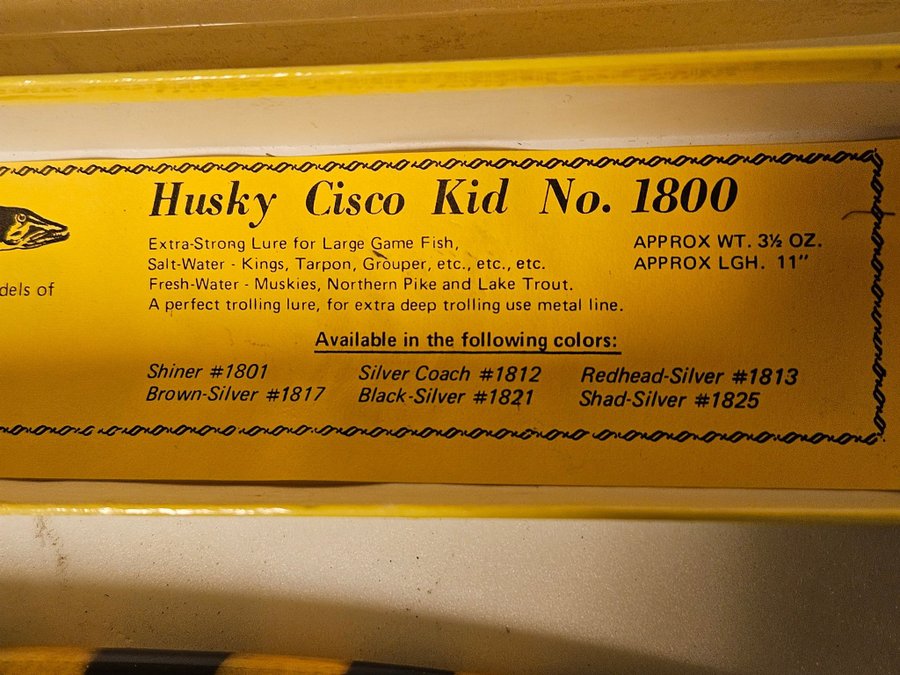 Husky Cisco Kid No. 1800
Extra-Strong Lure for Large Game Fish,
Salt-Water - Kings, Tarpon, Grouper, etc., etc., etc.
Fresh-Water - Muskies, Northern Pike and Lake Trout.
A perfect trolling lure, for extra deep trolling use metal line.
APPROX WT. 3½ OZ.
APPROX LGH. 11"
dels of
Available in the following colors:
Shiner #1801 Silver Coach #1812 Redhead-Silver #1813
Brown-Silver #1817 Black-Silver #1821 Shad-Silver #1825